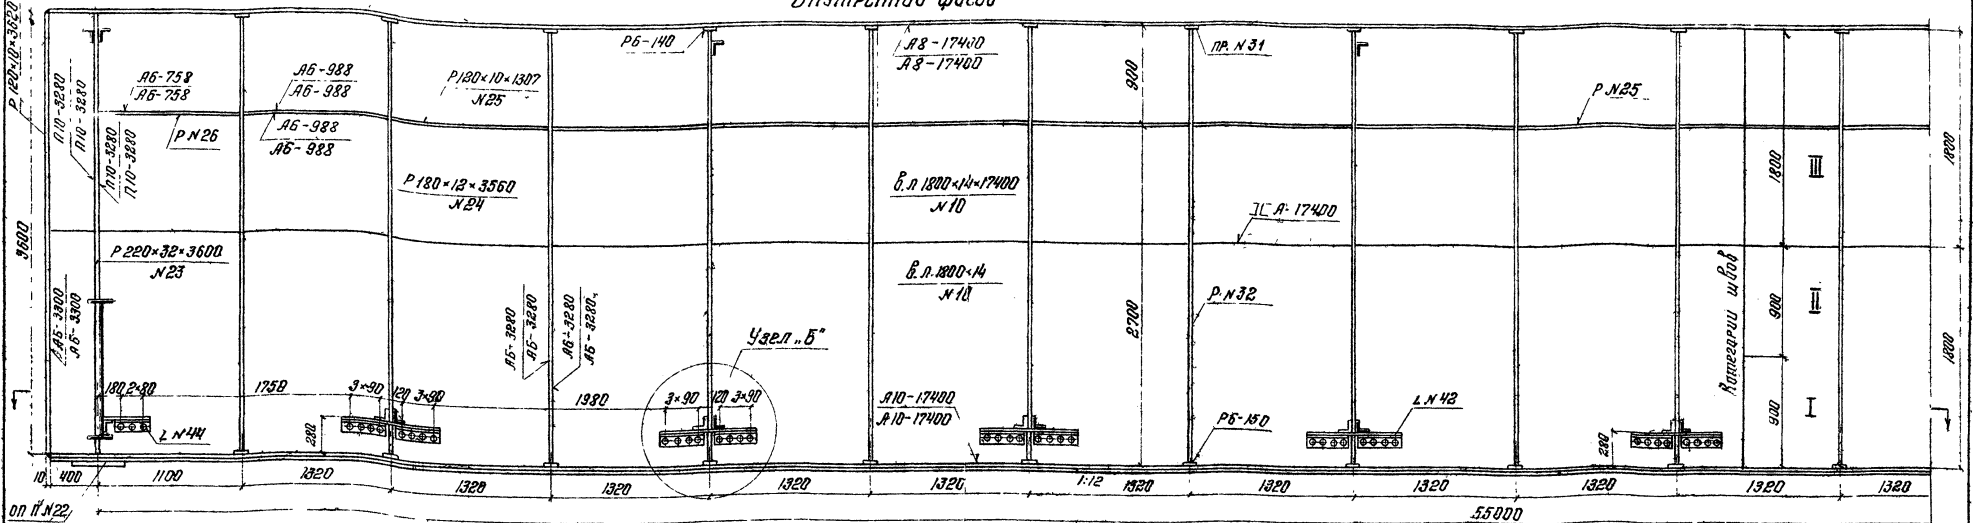 Внутренний фасад
Р 120×10×3620
П10-3280
П10-3280
П10-3280
П10-3280
А6-758
А6-758
Р N26
А6-988
А6-988
А6-988
А6-988
Р120×10×1307
N25
Р6-140
А8-17400
А8-17400
900
пр. N31
Р N25
1800
1800
III
3600
Р 220×32×3600
N23
Р 180×12×3560
N24
в.л 1800×14×17400
N10
А-17400
в.л. 1800×14
N10
2700
Р. N32
Категории швов
900
II
1800
900
I
А6-3300
А6-3300
А6-3280
А6-3280
А6-3280
А6-3280
Узел „Б"
180 2×80
1750
3×90 120 3×90
1980
3×90 120 3×90
А10-17400
А10-17400
Р6-150
N42
N44
280
280
10 400 1100 1320 1320 1320 1320 1320 1:12 1320 1320 1320 1320 1320 1320
оп П N22
55000